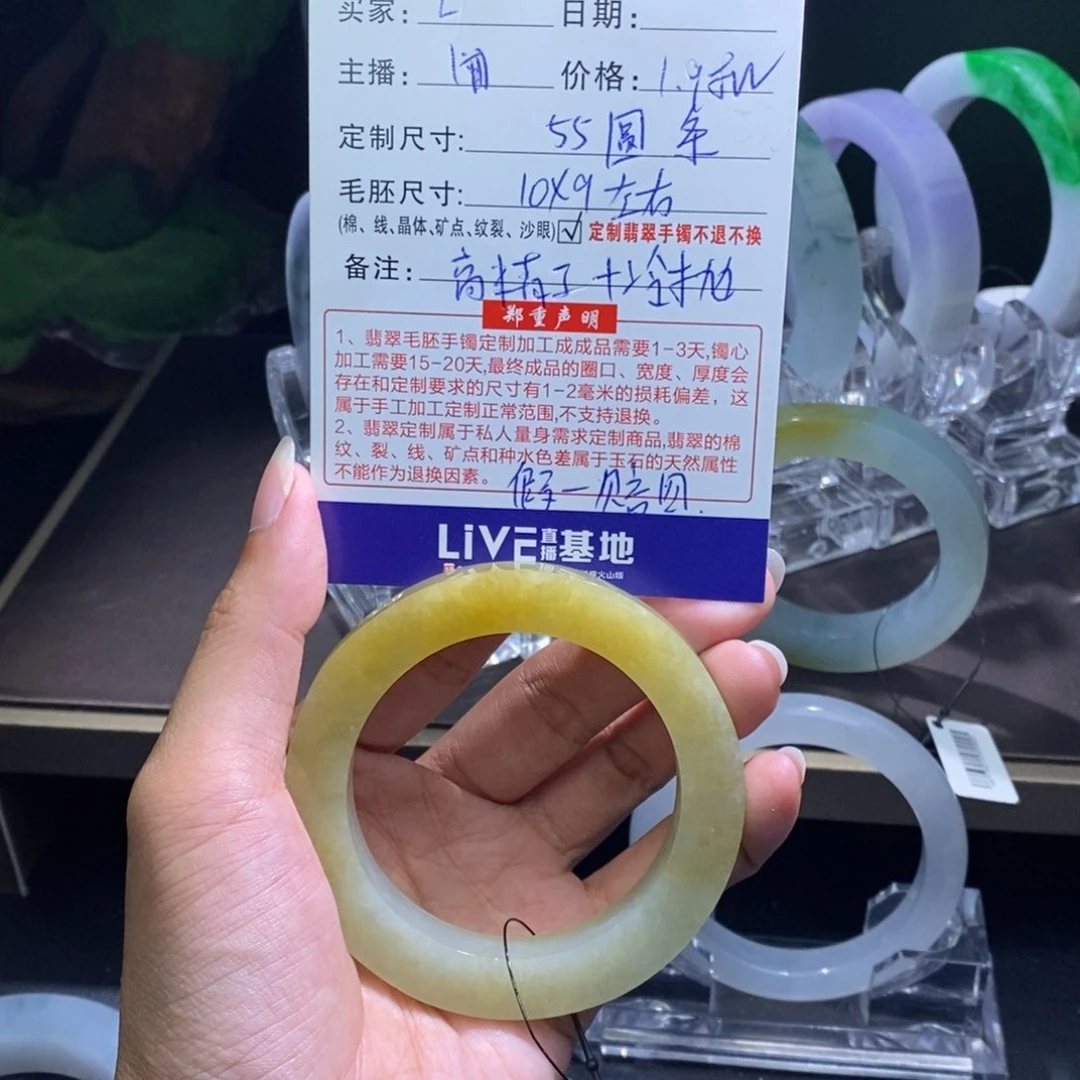 买家: 日期:
主播: 价格: 1.9
定制尺寸: 55圆条
毛胚尺寸: 10X9左右
(棉、线、晶体、矿点、纹裂、沙眼)☑定制翡翠手镯不退不换
备注:
郑重声明
1、翡翠毛胚手镯定制加工成成品需要1-3天,镯心
加工需要15-20天,最终成品的圈口、宽度、厚度会
存在和定制要求的尺寸有1-2毫米的损耗偏差，这
属于手工加工定制正常范围,不支持退换。
2、翡翠定制属于私人量身需求定制商品,翡翠的棉
纹、裂、线、矿点和种水色差属于玉石的天然属性
不能作为退换因素。
假一赔四.
LiVE直播基地